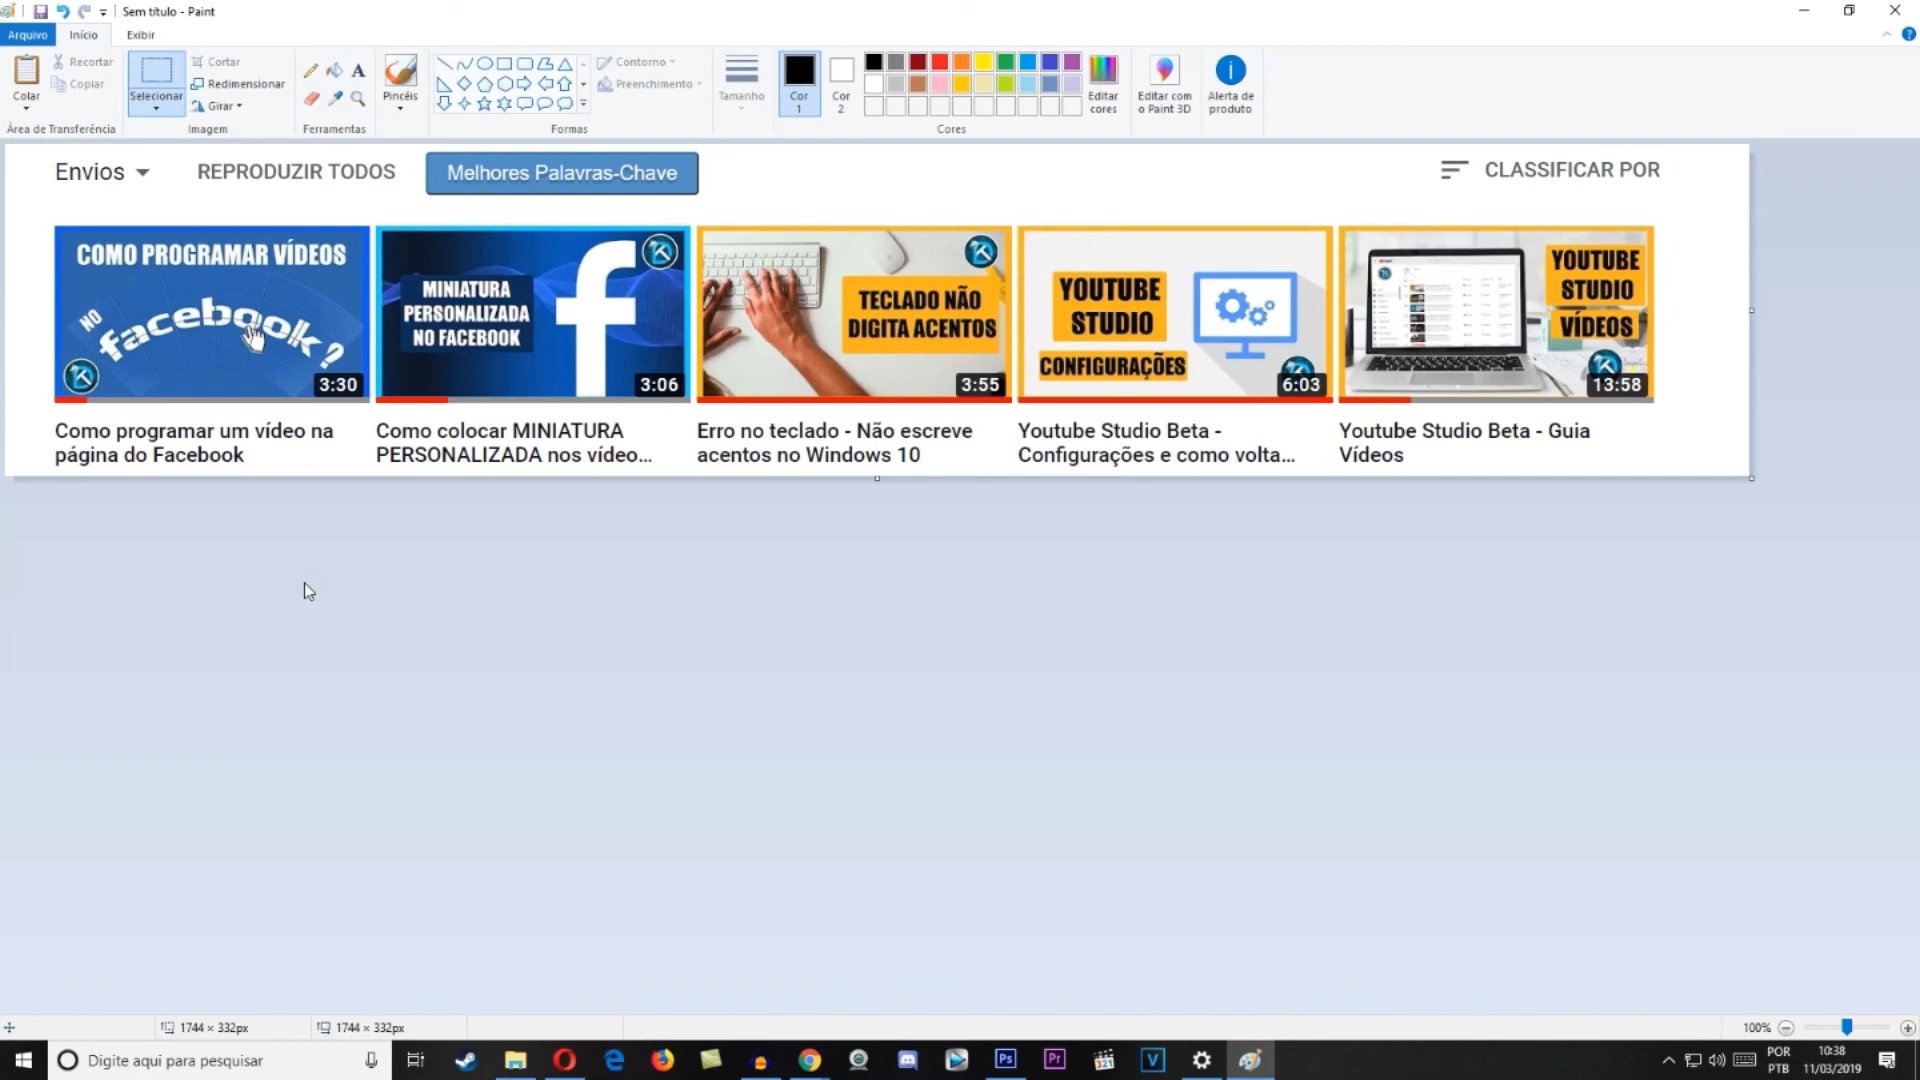 Sem título - Paint
Arquivo Início Exibir
Colar
Recortar
Copiar
Área de Transferência
Selecionar
Cortar
Redimensionar
Girar
Imagem
A
Ferramentas
Pincéis
Contorno
Preenchimento
Formas
Tamanho
Cor 1
Cor 2
Editar cores
Cores
Editar com o Paint 3D
Alerta de produto
Envios REPRODUZIR TODOS Melhores Palavras-Chave CLASSIFICAR POR
COMO PROGRAMAR VÍDEOS
NO facebook?
3:30
MINIATURA
PERSONALIZADA
NO FACEBOOK
f
3:06
TECLADO NÃO
DIGITA ACENTOS
3:55
YOUTUBE
STUDIO
CONFIGURAÇÕES
6:03
YOUTUBE
STUDIO
VÍDEOS
13:58
Como programar um vídeo na
página do Facebook
Como colocar MINIATURA
PERSONALIZADA nos vídeo...
Erro no teclado - Não escreve
acentos no Windows 10
Youtube Studio Beta -
Configurações e como volta...
Youtube Studio Beta - Guia
Vídeos
1744 × 332px 1744 × 332px 100%
Digite aqui para pesquisar
Ps
Pr
321
V
POR
PTB
10:38
11/03/2019